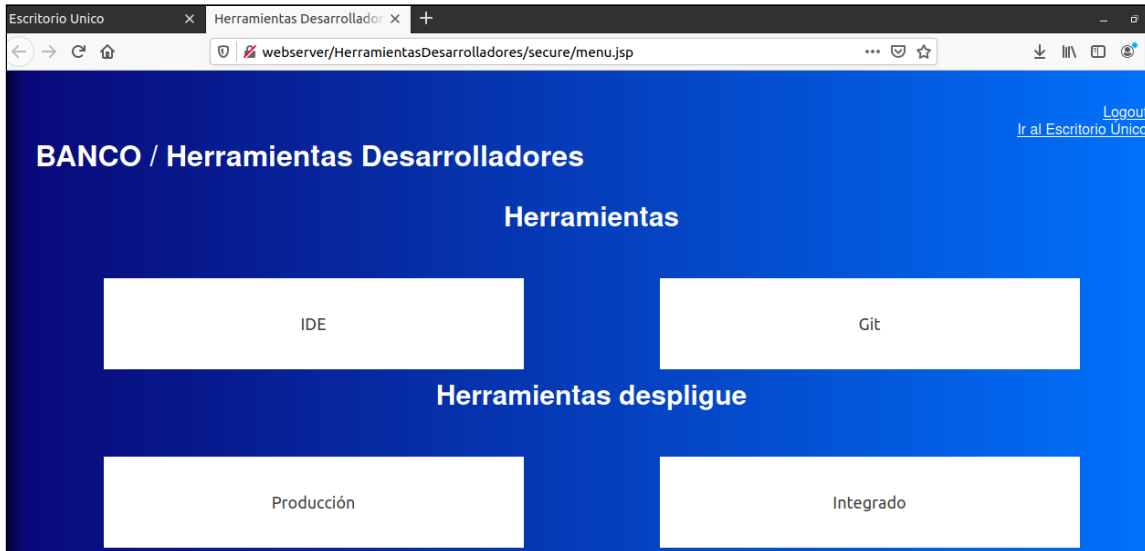 Escritorio Unico
Herramientas Desarrollador
webserver/HerramientasDesarrolladores/secure/menu.jsp
Logout
Ir al Escritorio Único
BANCO / Herramientas Desarrolladores
Herramientas
IDE Git
Herramientas despligue
Producción Integrado